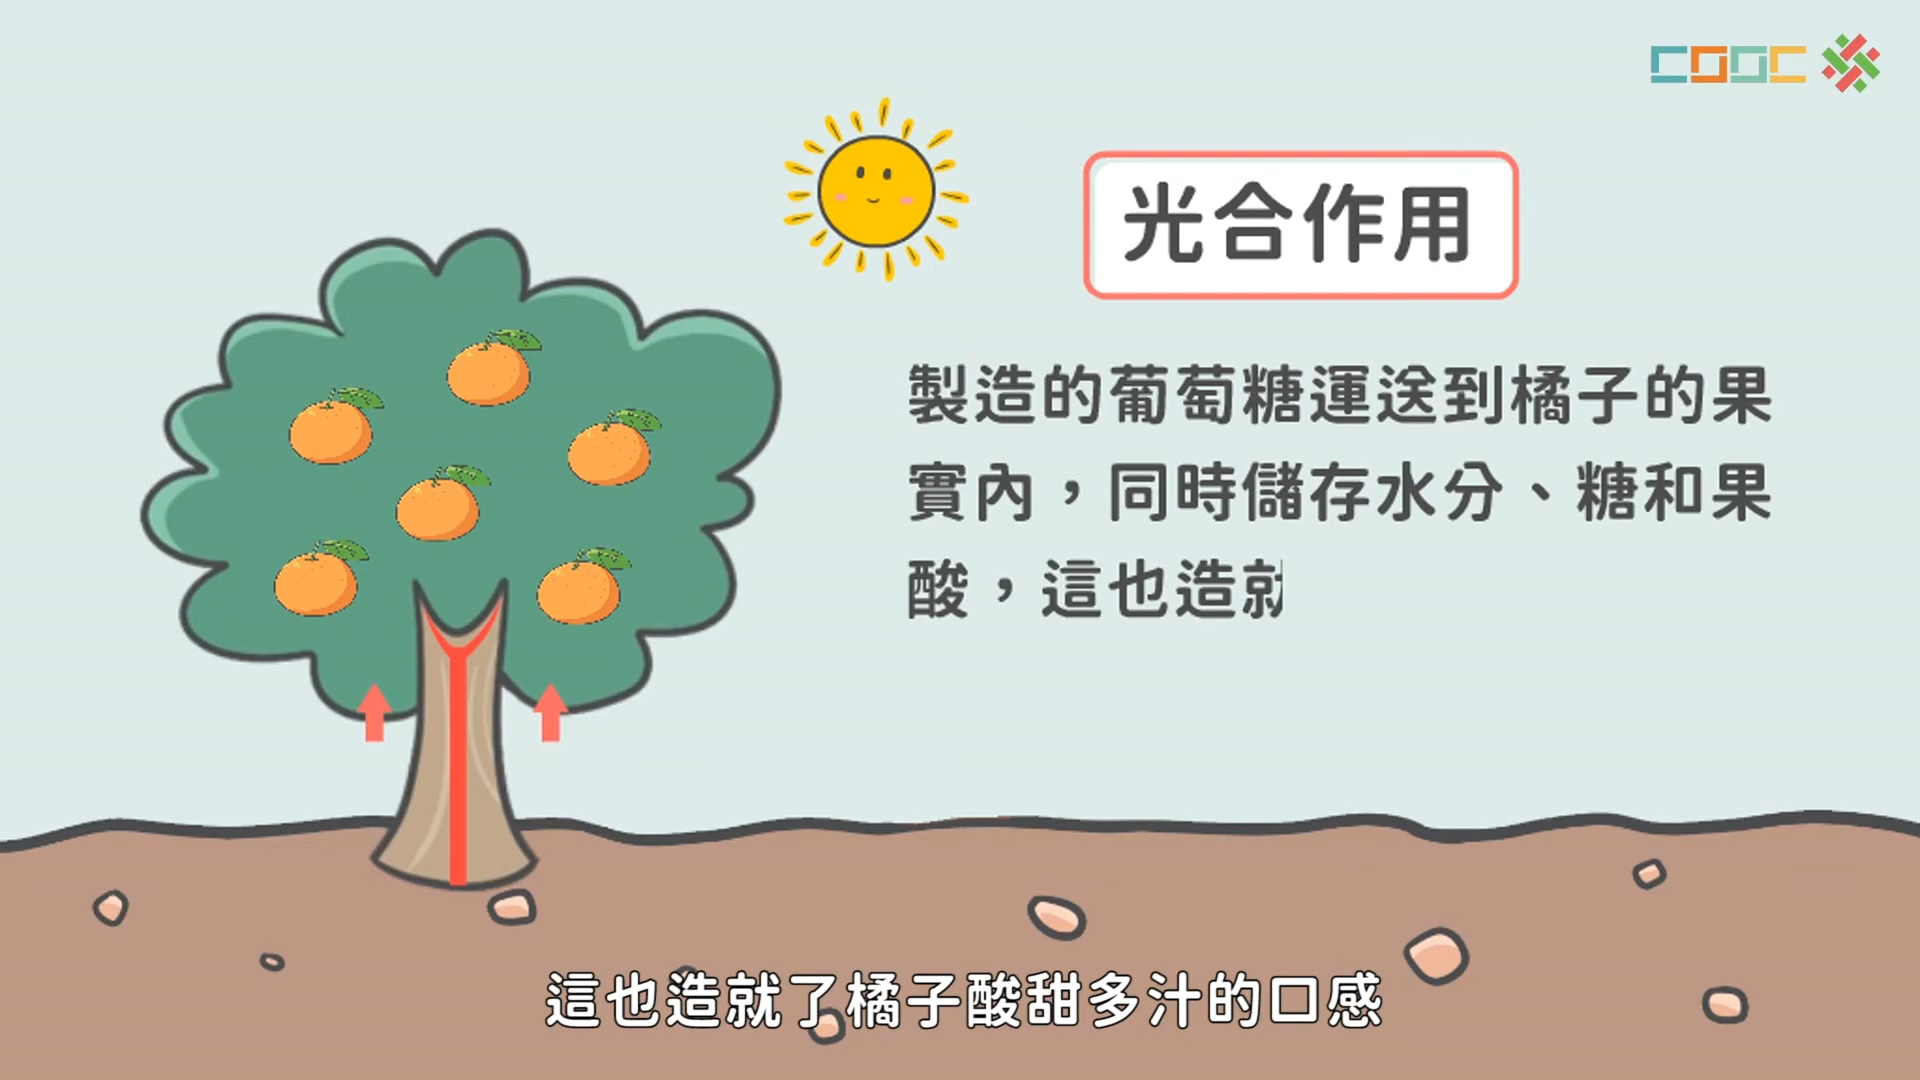 COOC
光合作用
製造的葡萄糖運送到橘子的果
實內，同時儲存水分、糖和果
酸，這也造就
這也造就了橘子酸甜多汁的口感